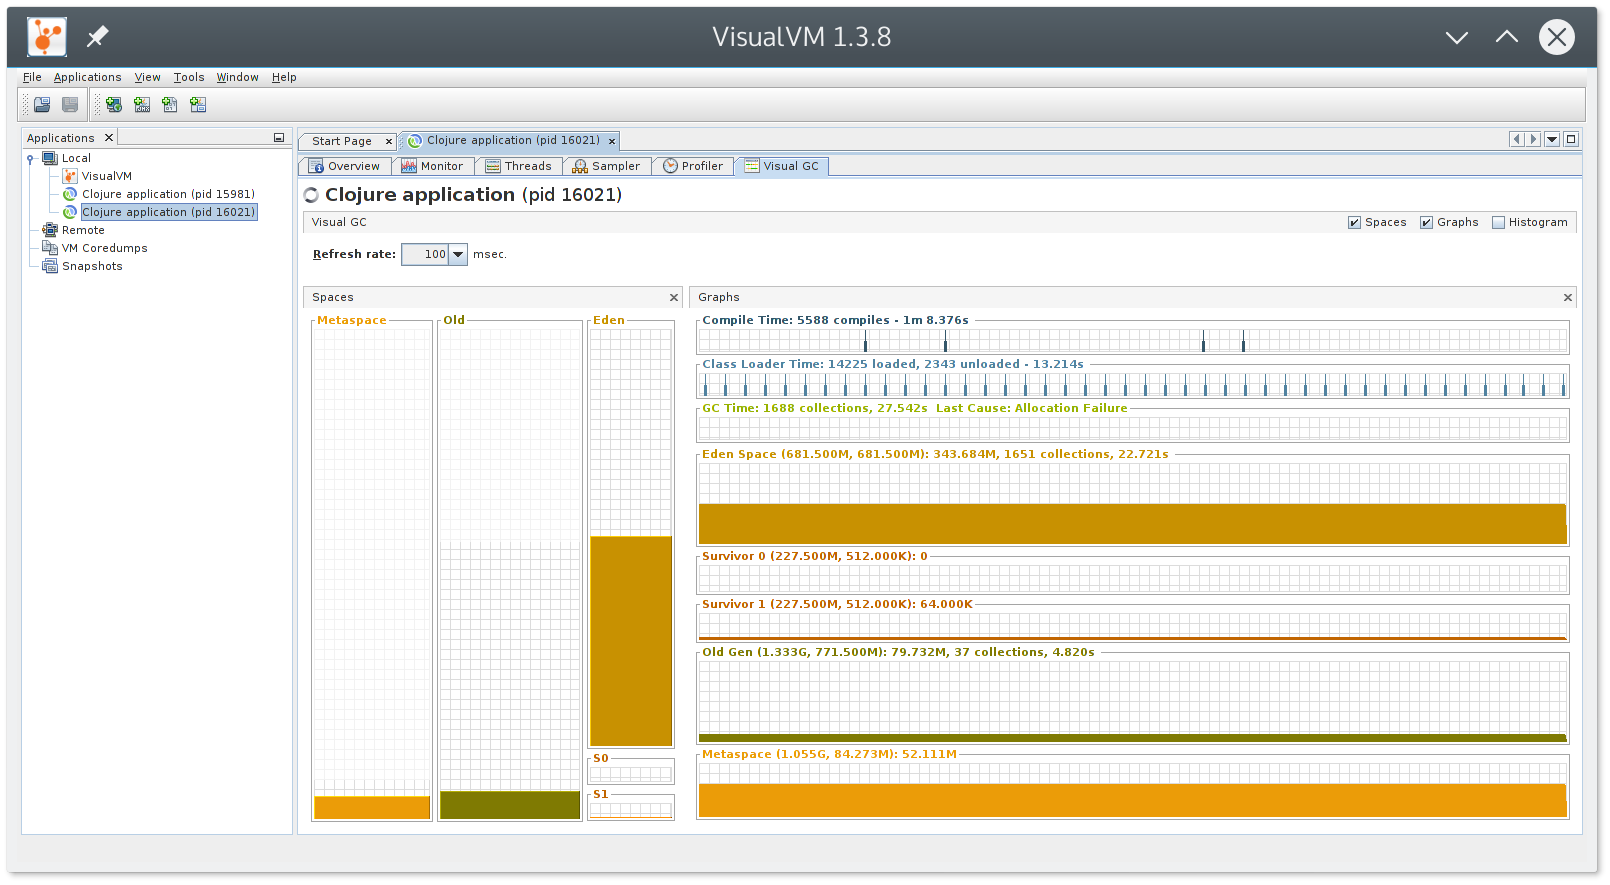 VisualVM 1.3.8
File Applications View Tools Window Help
Applications
Start Page
Clojure application (pid 16021)
Local
VisualVM
Clojure application (pid 15981)
Clojure application (pid 16021)
Remote
VM Coredumps
Snapshots
Overview Monitor Threads Sampler Profiler Visual GC
Clojure application (pid 16021)
Visual GC
Spaces Graphs Histogram
Refresh rate: 100 msec.
Spaces
Metaspace Old Eden
S0
S1
Graphs
Compile Time: 5588 compiles - 1m 8.376s
Class Loader Time: 14225 loaded, 2343 unloaded - 13.214s
GC Time: 1688 collections, 27.542s Last Cause: Allocation Failure
Eden Space (681.500M, 681.500M): 343.684M, 1651 collections, 22.721s
Survivor 0 (227.500M, 512.000K): 0
Survivor 1 (227.500M, 512.000K): 64.000K
Old Gen (1.333G, 771.500M): 79.732M, 37 collections, 4.820s
Metaspace (1.055G, 84.273M): 52.111M